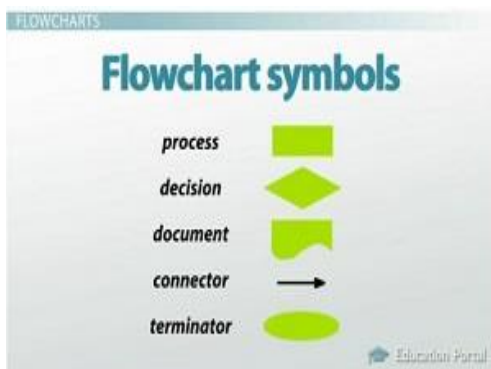 FLOWCHARTS
Flowchart symbols
process
decision
document
connector
terminator
Education Portal